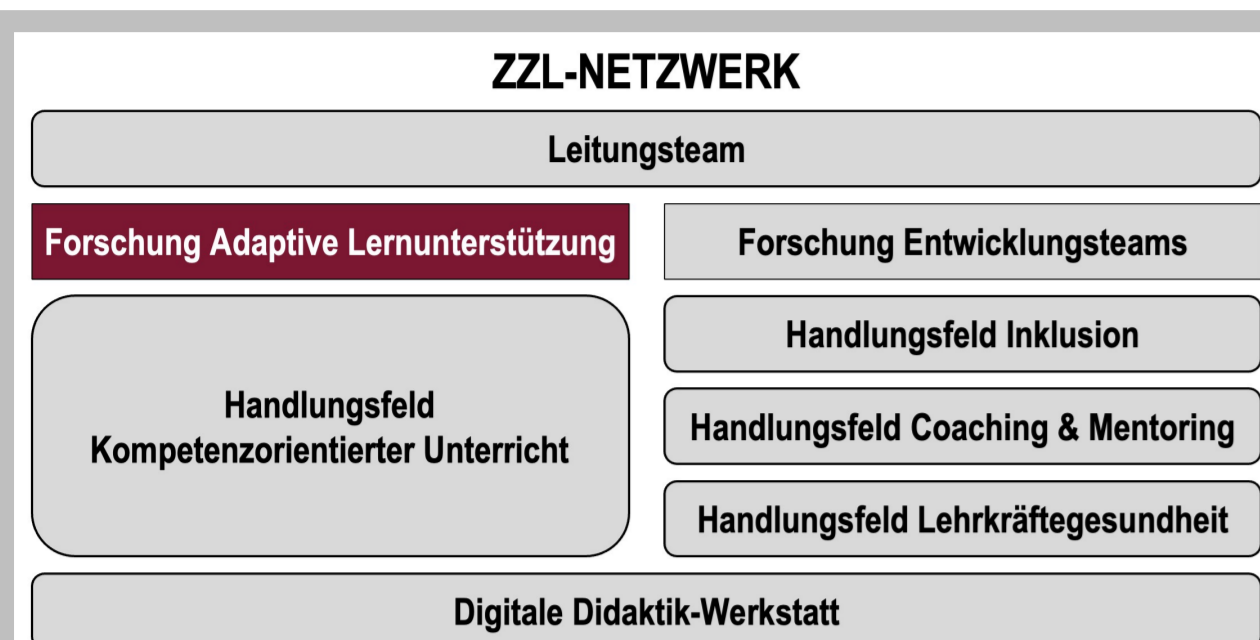 ZZL-NETZWERK
Leitungsteam
Forschung Adaptive Lernunterstützung
Forschung Entwicklungsteams
Handlungsfeld
Kompetenzorientierter Unterricht
Handlungsfeld Inklusion
Handlungsfeld Coaching & Mentoring
Handlungsfeld Lehrkräftegesundheit
Digitale Didaktik-Werkstatt